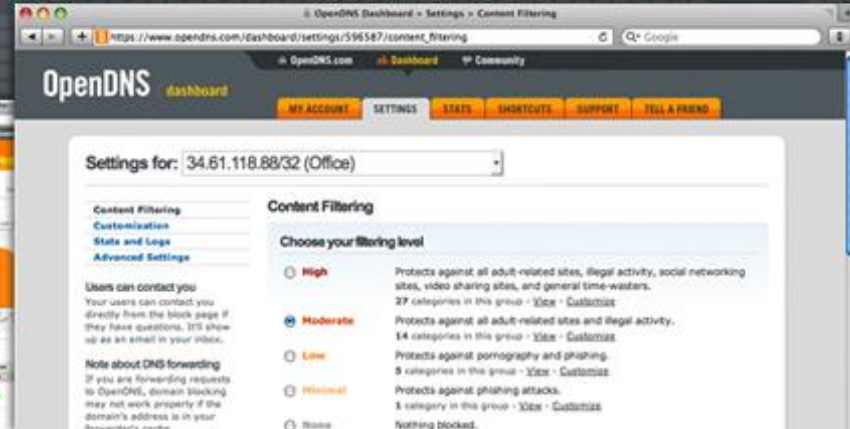 OpenDNS Dashboard > Settings > Content Filtering
https://www.opendns.com/dashboard/settings/596587/content_filtering
Google
OpenDNS.com Dashboard Community
OpenDNS dashboard
MY ACCOUNT SETTINGS STATS SHORTCUTS SUPPORT TELL A FRIEND
Settings for: 34.61.118.88/32 (Office)
Content Filtering
Customization
Stats and Logs
Advanced Settings
Users can contact you
Your users can contact you
directly from the block page if
they have questions. It'll show
up as an email in your inbox.
Note about DNS forwarding
If you are forwarding requests
to OpenDNS, domain blocking
may not work properly if the
domain's address is in your
forwarder's cache.
Content Filtering
Choose your filtering level
High Protects against all adult-related sites, illegal activity, social networking
sites, video sharing sites, and general time-wasters.
27 categories in this group - View - Customize
Moderate Protects against all adult-related sites and illegal activity.
14 categories in this group - View - Customize
Low Protects against pornography and phishing.
5 categories in this group - View - Customize
Minimal Protects against phishing attacks.
1 category in this group - View - Customize
None Nothing blocked.